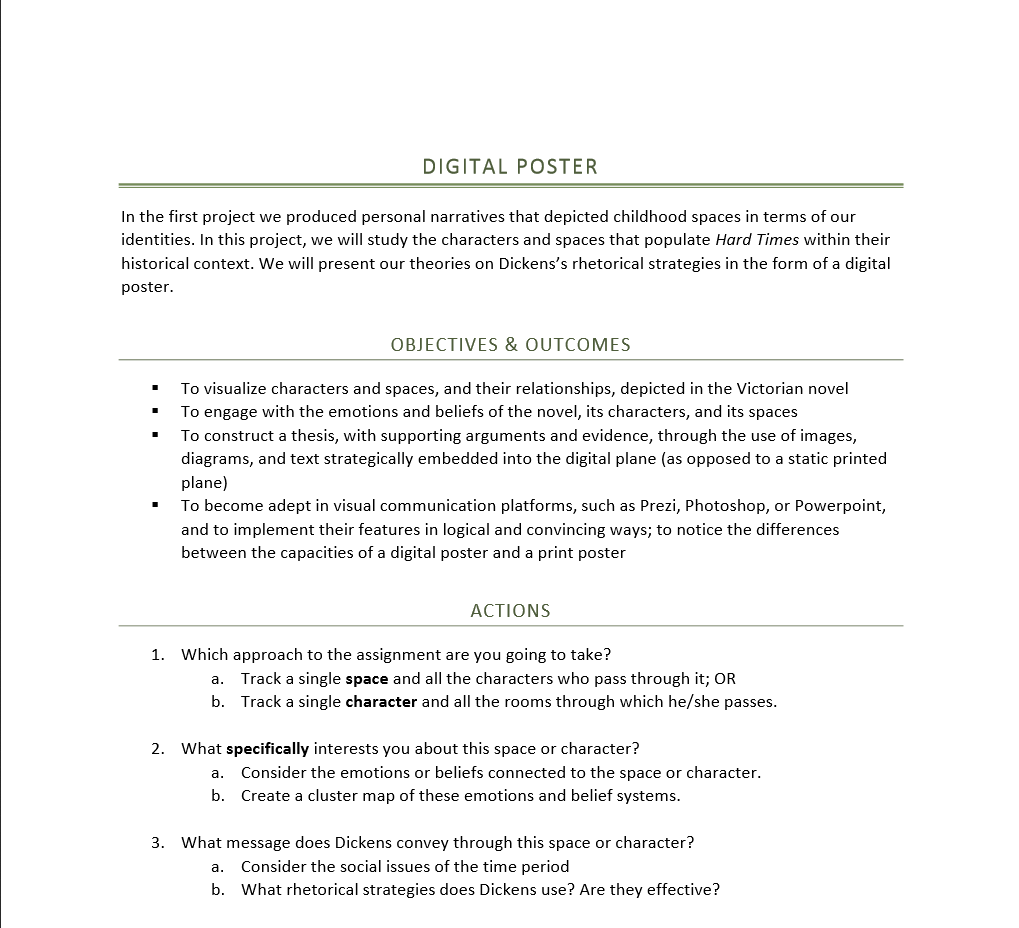 DIGITAL POSTER
In the first project we produced personal narratives that depicted childhood spaces in terms of our
identities. In this project, we will study the characters and spaces that populate Hard Times within their
historical context. We will present our theories on Dickens’s rhetorical strategies in the form of a digital
poster.
OBJECTIVES & OUTCOMES
▪ To visualize characters and spaces, and their relationships, depicted in the Victorian novel
▪ To engage with the emotions and beliefs of the novel, its characters, and its spaces
▪ To construct a thesis, with supporting arguments and evidence, through the use of images,
diagrams, and text strategically embedded into the digital plane (as opposed to a static printed
plane)
▪ To become adept in visual communication platforms, such as Prezi, Photoshop, or Powerpoint,
and to implement their features in logical and convincing ways; to notice the differences
between the capacities of a digital poster and a print poster
ACTIONS
1. Which approach to the assignment are you going to take?
a. Track a single space and all the characters who pass through it; OR
b. Track a single character and all the rooms through which he/she passes.
2. What specifically interests you about this space or character?
a. Consider the emotions or beliefs connected to the space or character.
b. Create a cluster map of these emotions and belief systems.
3. What message does Dickens convey through this space or character?
a. Consider the social issues of the time period
b. What rhetorical strategies does Dickens use? Are they effective?